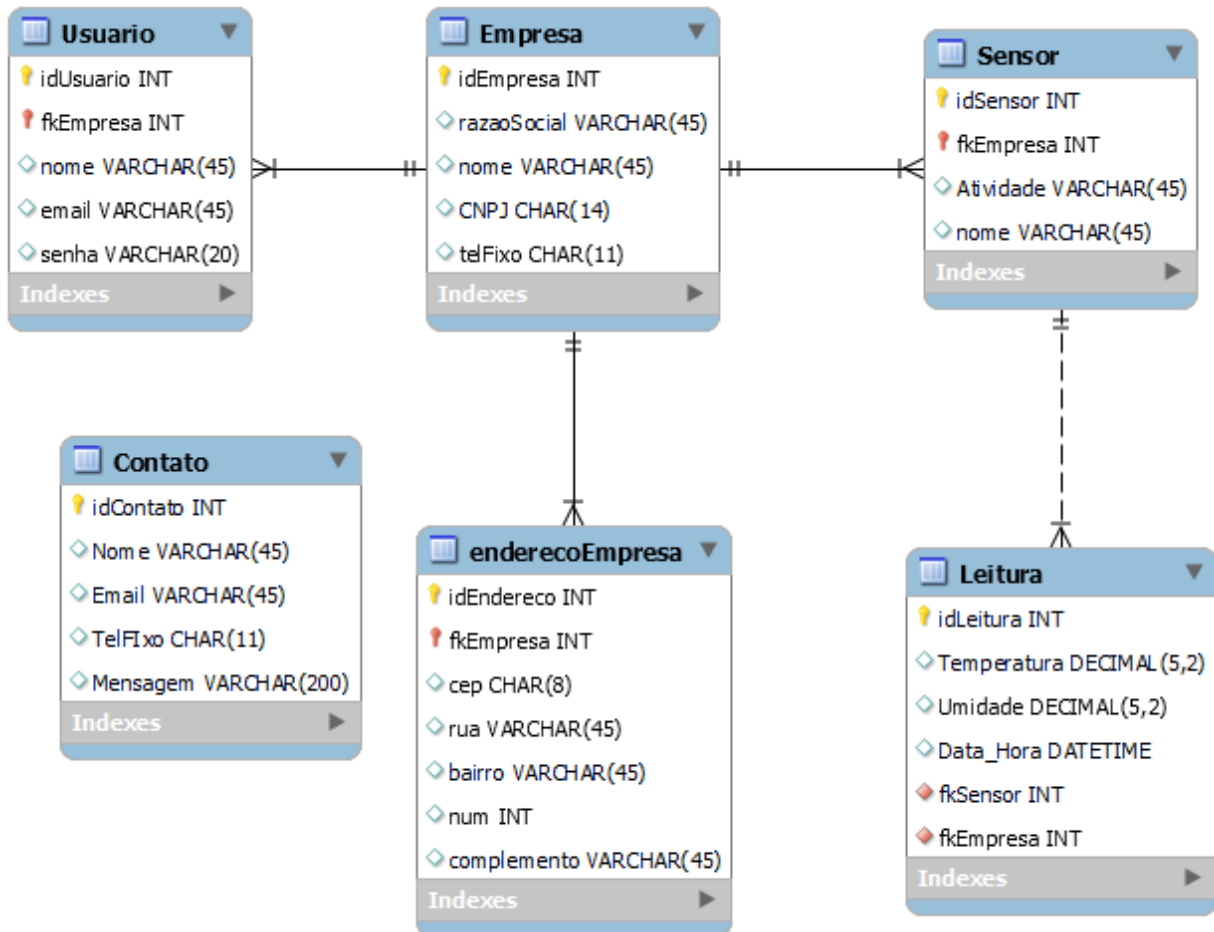 Usuario
idUsuario INT
fkEmpresa INT
nome VARCHAR(45)
email VARCHAR(45)
senha VARCHAR(20)
Indexes
Empresa
idEmpresa INT
razaoSocial VARCHAR(45)
nome VARCHAR(45)
CNPJ CHAR(14)
telFixo CHAR(11)
Indexes
Sensor
idSensor INT
fkEmpresa INT
Atividade VARCHAR(45)
nome VARCHAR(45)
Indexes
Contato
idContato INT
Nome VARCHAR(45)
Email VARCHAR(45)
TelFIxo CHAR(11)
Mensagem VARCHAR(200)
Indexes
enderecoEmpresa
idEndereco INT
fkEmpresa INT
cep CHAR(8)
rua VARCHAR(45)
bairro VARCHAR(45)
num INT
complemento VARCHAR(45)
Indexes
Leitura
idLeitura INT
Temperatura DECIMAL(5,2)
Umidade DECIMAL(5,2)
Data_Hora DATETIME
fkSensor INT
fkEmpresa INT
Indexes